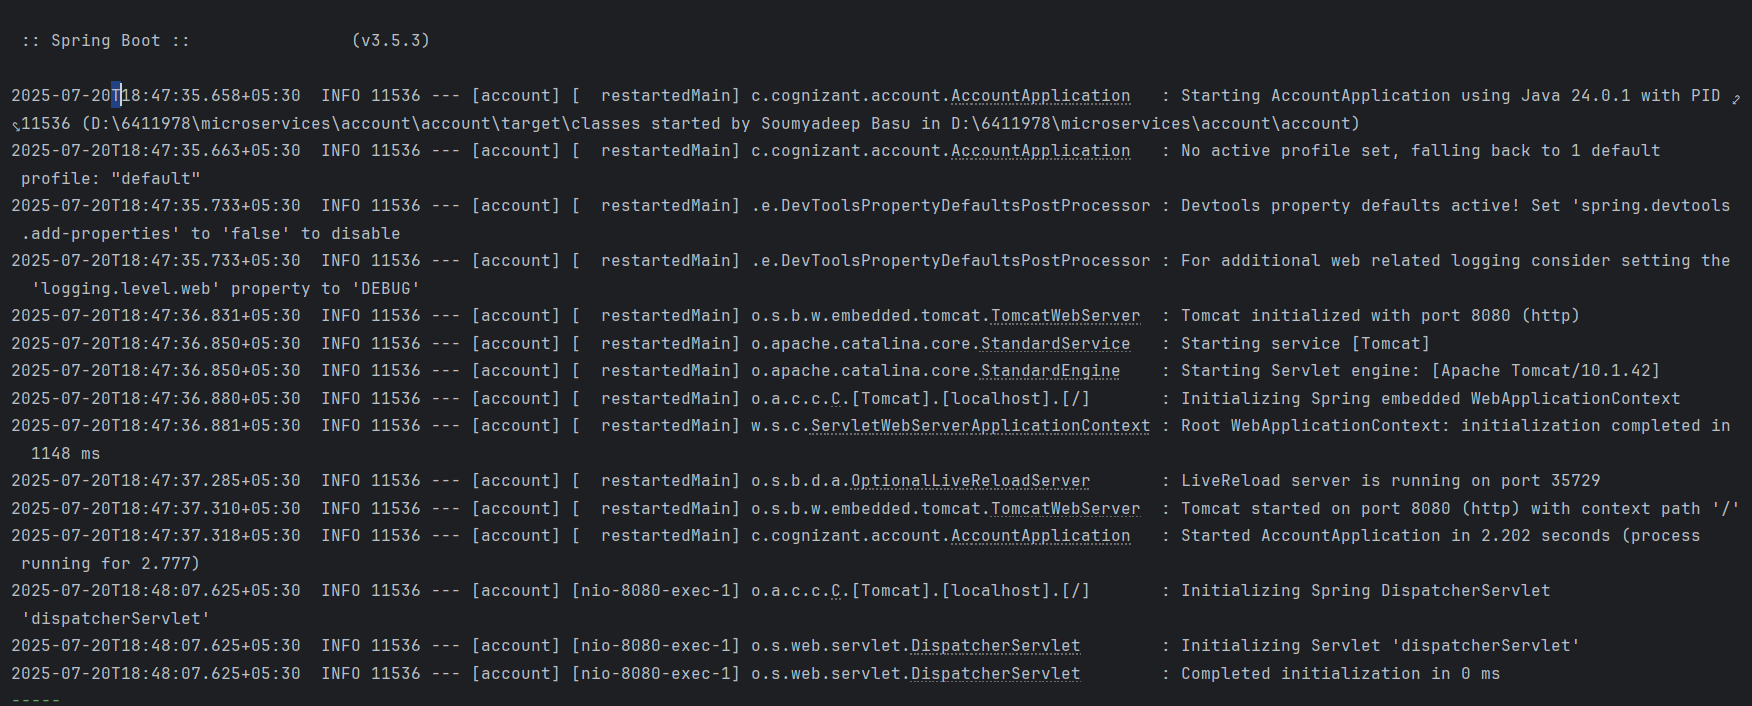 :: Spring Boot ::                (v3.5.3)
2025-07-20T18:47:35.658+05:30  INFO 11536 --- [account] [  restartedMain] c.cognizant.account.AccountApplication   : Starting AccountApplication using Java 24.0.1 with PID
11536 (D:\6411978\microservices\account\account\target\classes started by Soumyadeep Basu in D:\6411978\microservices\account\account)
2025-07-20T18:47:35.663+05:30  INFO 11536 --- [account] [  restartedMain] c.cognizant.account.AccountApplication   : No active profile set, falling back to 1 default
profile: "default"
2025-07-20T18:47:35.733+05:30  INFO 11536 --- [account] [  restartedMain] .e.DevToolsPropertyDefaultsPostProcessor : Devtools property defaults active! Set 'spring.devtools
.add-properties' to 'false' to disable
2025-07-20T18:47:35.733+05:30  INFO 11536 --- [account] [  restartedMain] .e.DevToolsPropertyDefaultsPostProcessor : For additional web related logging consider setting the
'logging.level.web' property to 'DEBUG'
2025-07-20T18:47:36.831+05:30  INFO 11536 --- [account] [  restartedMain] o.s.b.w.embedded.tomcat.TomcatWebServer  : Tomcat initialized with port 8080 (http)
2025-07-20T18:47:36.850+05:30  INFO 11536 --- [account] [  restartedMain] o.apache.catalina.core.StandardService   : Starting service [Tomcat]
2025-07-20T18:47:36.850+05:30  INFO 11536 --- [account] [  restartedMain] o.apache.catalina.core.StandardEngine    : Starting Servlet engine: [Apache Tomcat/10.1.42]
2025-07-20T18:47:36.880+05:30  INFO 11536 --- [account] [  restartedMain] o.a.c.c.C.[Tomcat].[localhost].[/]       : Initializing Spring embedded WebApplicationContext
2025-07-20T18:47:36.881+05:30  INFO 11536 --- [account] [  restartedMain] w.s.c.ServletWebServerApplicationContext : Root WebApplicationContext: initialization completed in
1148 ms
2025-07-20T18:47:37.285+05:30  INFO 11536 --- [account] [  restartedMain] o.s.b.d.a.OptionalLiveReloadServer       : LiveReload server is running on port 35729
2025-07-20T18:47:37.310+05:30  INFO 11536 --- [account] [  restartedMain] o.s.b.w.embedded.tomcat.TomcatWebServer  : Tomcat started on port 8080 (http) with context path '/'
2025-07-20T18:47:37.318+05:30  INFO 11536 --- [account] [  restartedMain] c.cognizant.account.AccountApplication   : Started AccountApplication in 2.202 seconds (process
running for 2.777)
2025-07-20T18:48:07.625+05:30  INFO 11536 --- [account] [nio-8080-exec-1] o.a.c.c.C.[Tomcat].[localhost].[/]       : Initializing Spring DispatcherServlet
'dispatcherServlet'
2025-07-20T18:48:07.625+05:30  INFO 11536 --- [account] [nio-8080-exec-1] o.s.web.servlet.DispatcherServlet        : Initializing Servlet 'dispatcherServlet'
2025-07-20T18:48:07.625+05:30  INFO 11536 --- [account] [nio-8080-exec-1] o.s.web.servlet.DispatcherServlet        : Completed initialization in 0 ms
-----